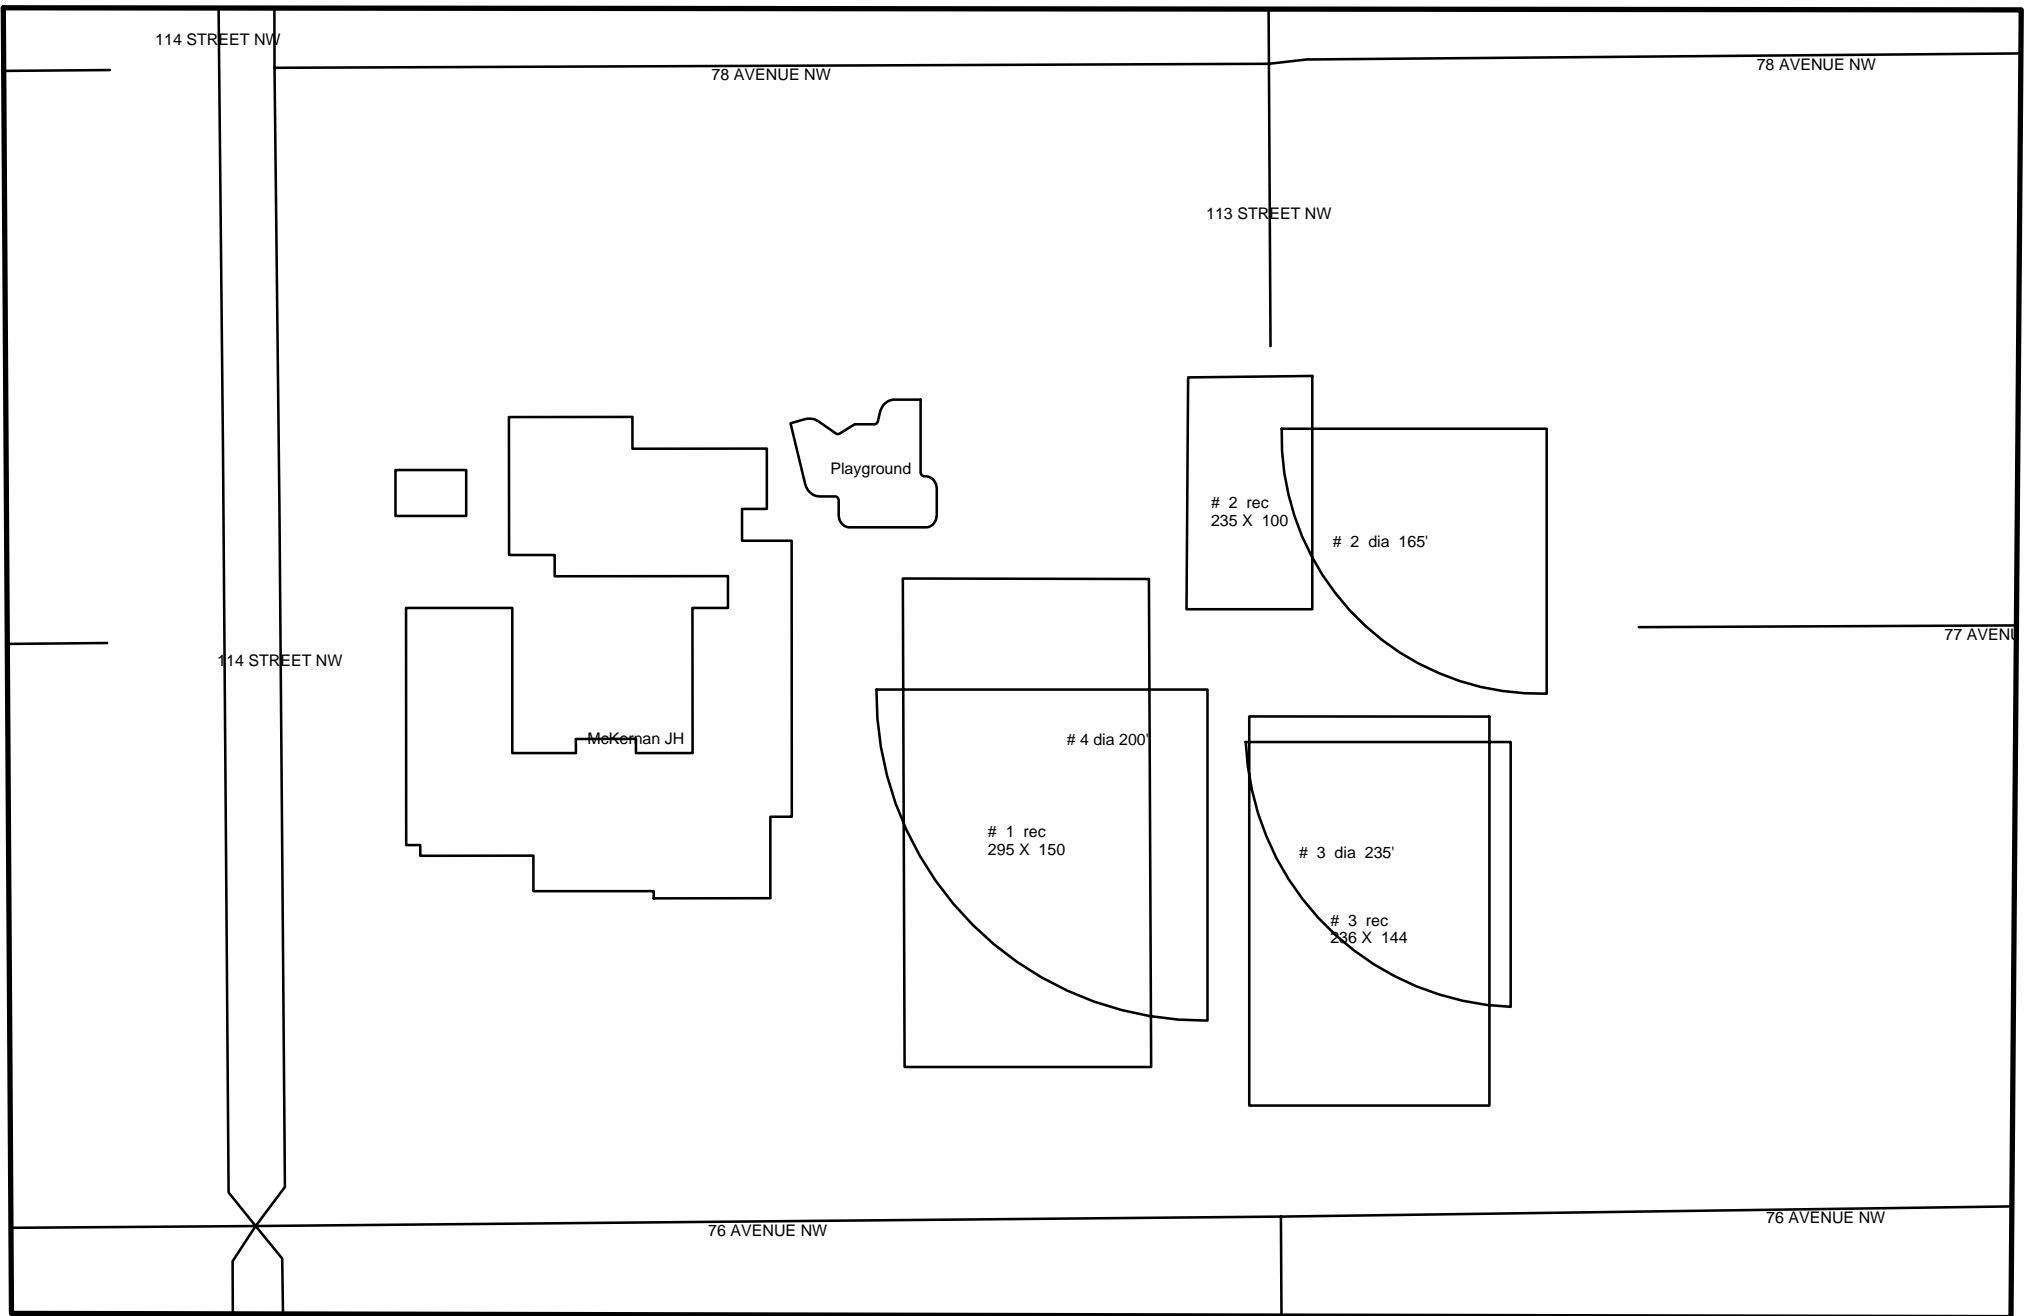 114 STREET NW
78 AVENUE NW
78 AVENUE NW
113 STREET NW
Playground
# 2 rec
235 X 100
# 2 dia 165'
77 AVENU
114 STREET NW
McKernan JH
# 4 dia 200'
# 1 rec
295 X 150
# 3 dia 235'
# 3 rec
236 X 144
76 AVENUE NW
76 AVENUE NW